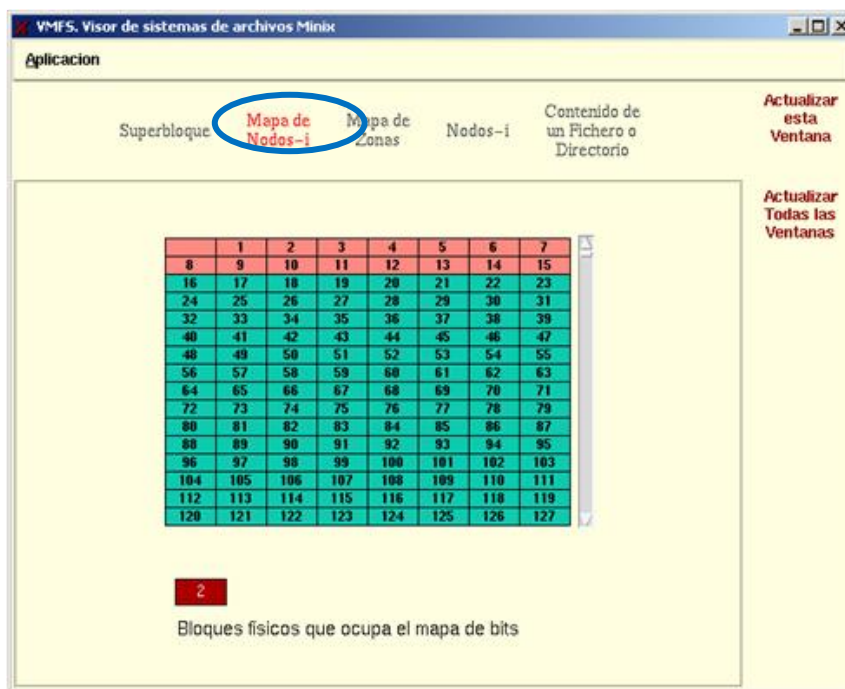 VMFS. Visor de sistemas de archivos Minix
Aplicacion
Superbloque
Mapa de
Nodos-i
Mapa de
Zonas
Nodos-i
Contenido de
un Fichero o
Directorio
Actualizar
esta
Ventana
Actualizar
Todas las
Ventanas
1 2 3 4 5 6 7
8 9 10 11 12 13 14 15
16 17 18 19 20 21 22 23
24 25 26 27 28 29 30 31
32 33 34 35 36 37 38 39
40 41 42 43 44 45 46 47
48 49 50 51 52 53 54 55
56 57 58 59 60 61 62 63
64 65 66 67 68 69 70 71
72 73 74 75 76 77 78 79
80 81 82 83 84 85 86 87
88 89 90 91 92 93 94 95
96 97 98 99 100 101 102 103
104 105 106 107 108 109 110 111
112 113 114 115 116 117 118 119
120 121 122 123 124 125 126 127
2
Bloques físicos que ocupa el mapa de bits